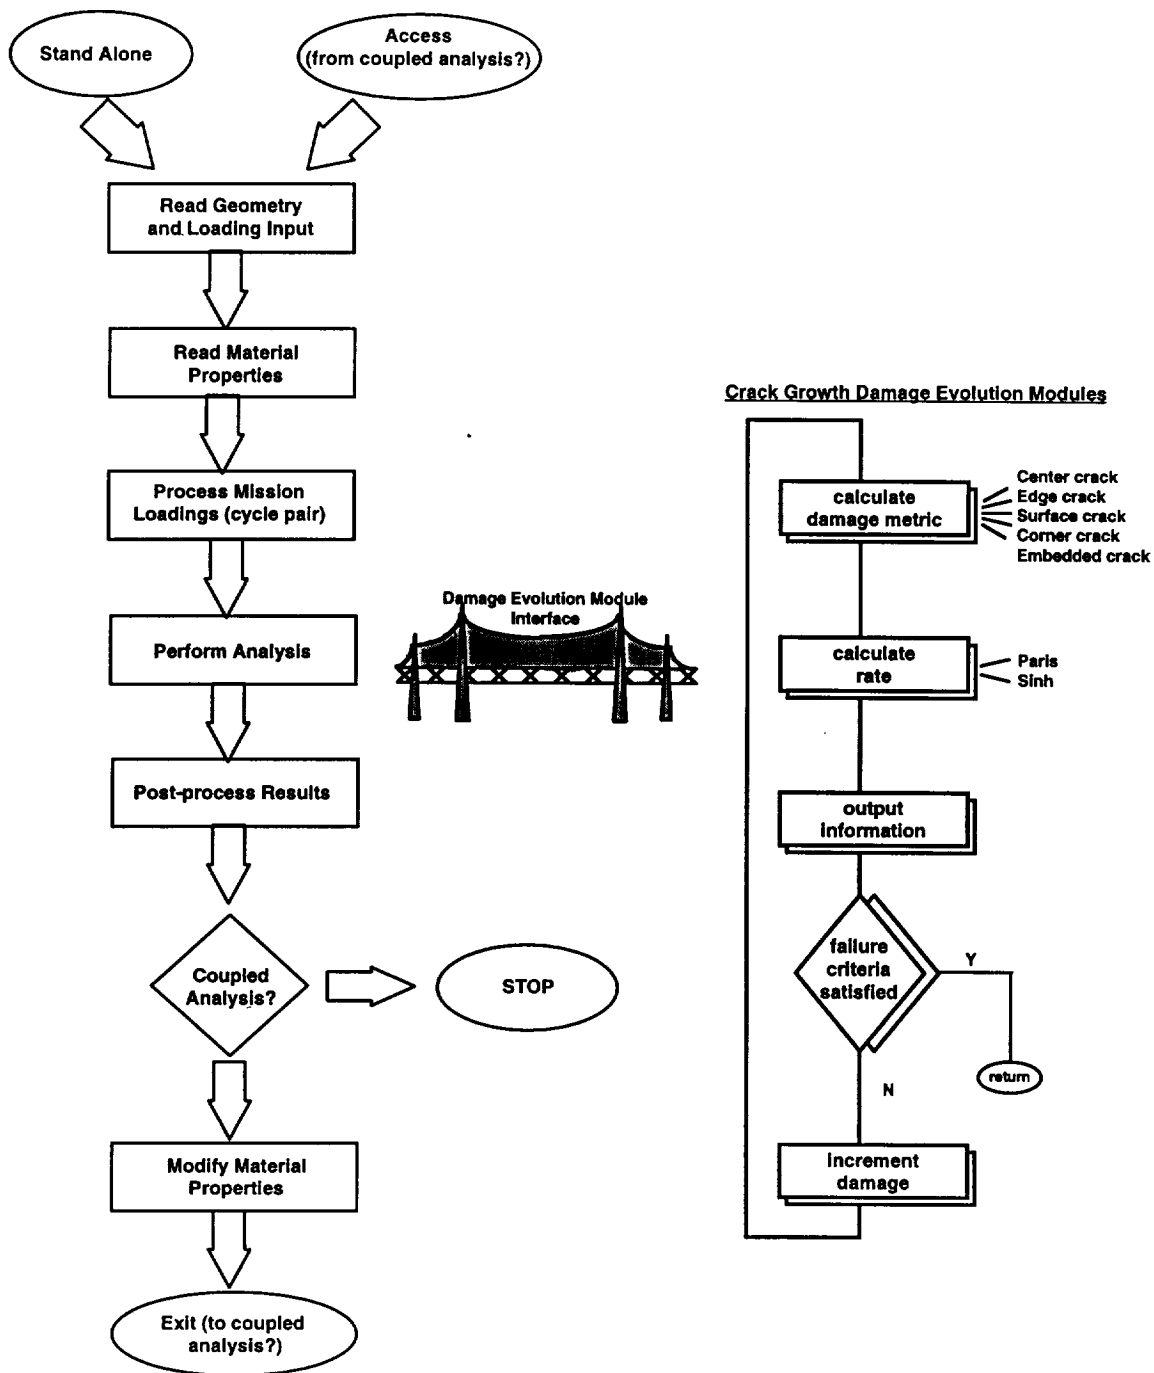 Stand Alone
Access
(from coupled analysis?)
Read Geometry
and Loading Input
Read Material
Properties
Process Mission
Loadings (cycle pair)
Perform Analysis
Post-process Results
Coupled
Analysis?
STOP
Modify Material
Properties
Exit (to coupled
analysis?)
Damage Evolution Module
Interface
Crack Growth Damage Evolution Modules
calculate
damage metric
Center crack
Edge crack
Surface crack
Corner crack
Embedded crack
calculate
rate
Paris
Sinh
output
information
failure
criteria
satisfied
Y
return
N
increment
damage